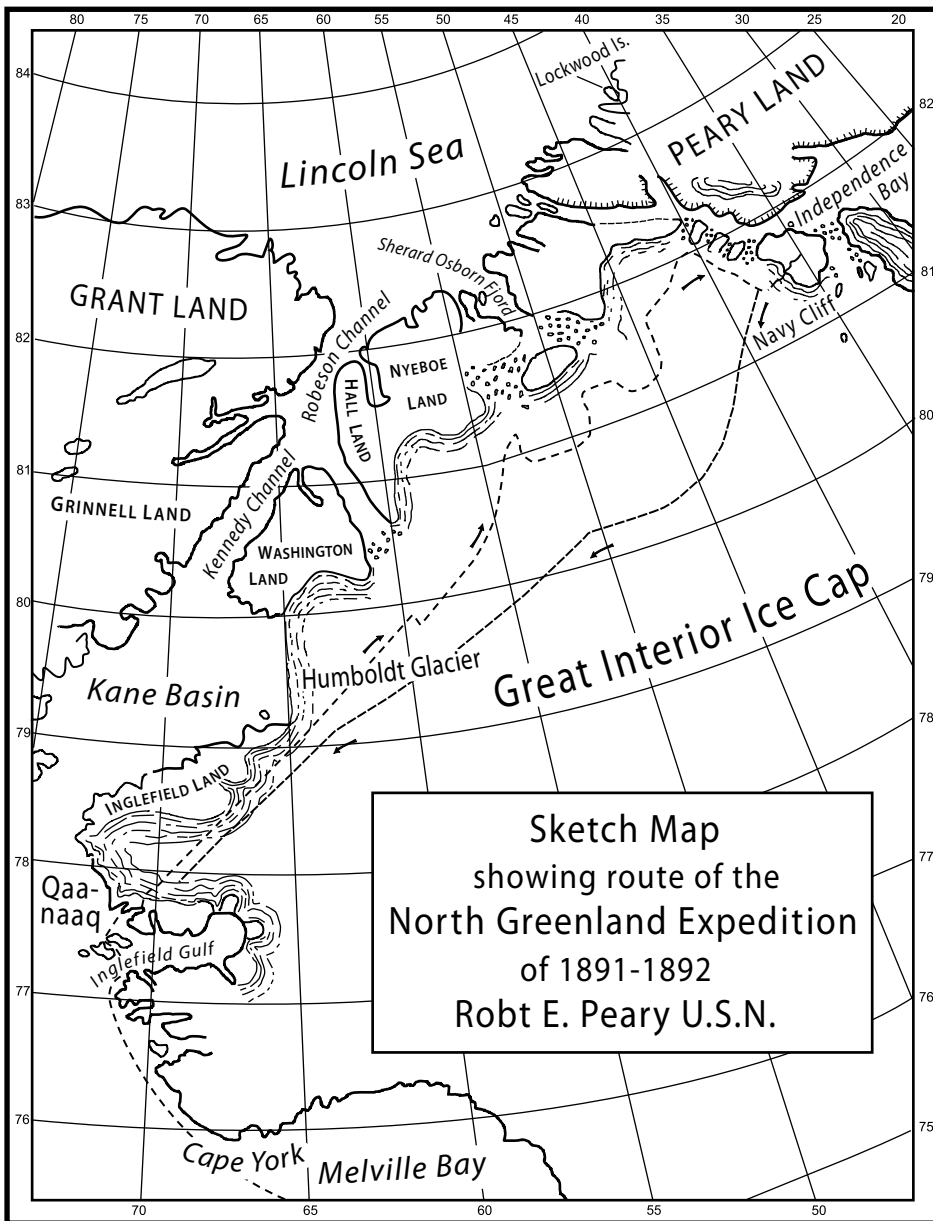 80 75 70 65 60 55 50 45 40 35 30 25 20
84
83
82
81
80
79
78
77
76
82
81
80
79
78
77
76
75
Lockwood Is.
PEARY LAND
Lincoln Sea
Independence
Bay
Sherard Osborn Fjord
GRANT LAND
Robeson Channel
Navy Cliff
NYEBOE
LAND
HALL LAND
Kennedy Channel
GRINNELL LAND
WASHINGTON
LAND
Great Interior Ice Cap
Humboldt Glacier
Kane Basin
INGLEFIELD LAND
Qaa-
naaq
Inglefield Gulf
Sketch Map
showing route of the
North Greenland Expedition
of 1891-1892
Robt E. Peary U.S.N.
Cape York
Melville Bay
70 65 60 55 50